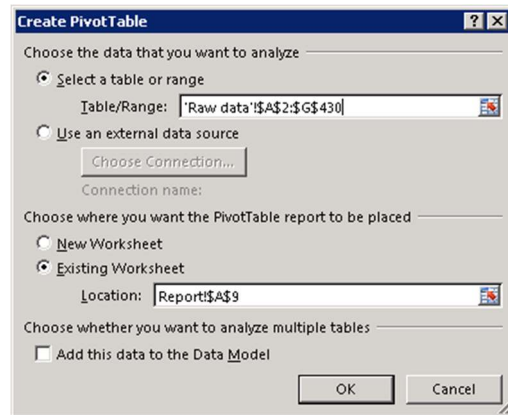 Create PivotTable
Choose the data that you want to analyze
Select a table or range
Table/Range: 'Raw data'!$A$2:$G$430
Use an external data source
Choose Connection...
Connection name:
Choose where you want the PivotTable report to be placed
New Worksheet
Existing Worksheet
Location: Report!$A$9
Choose whether you want to analyze multiple tables
Add this data to the Data Model
OK Cancel